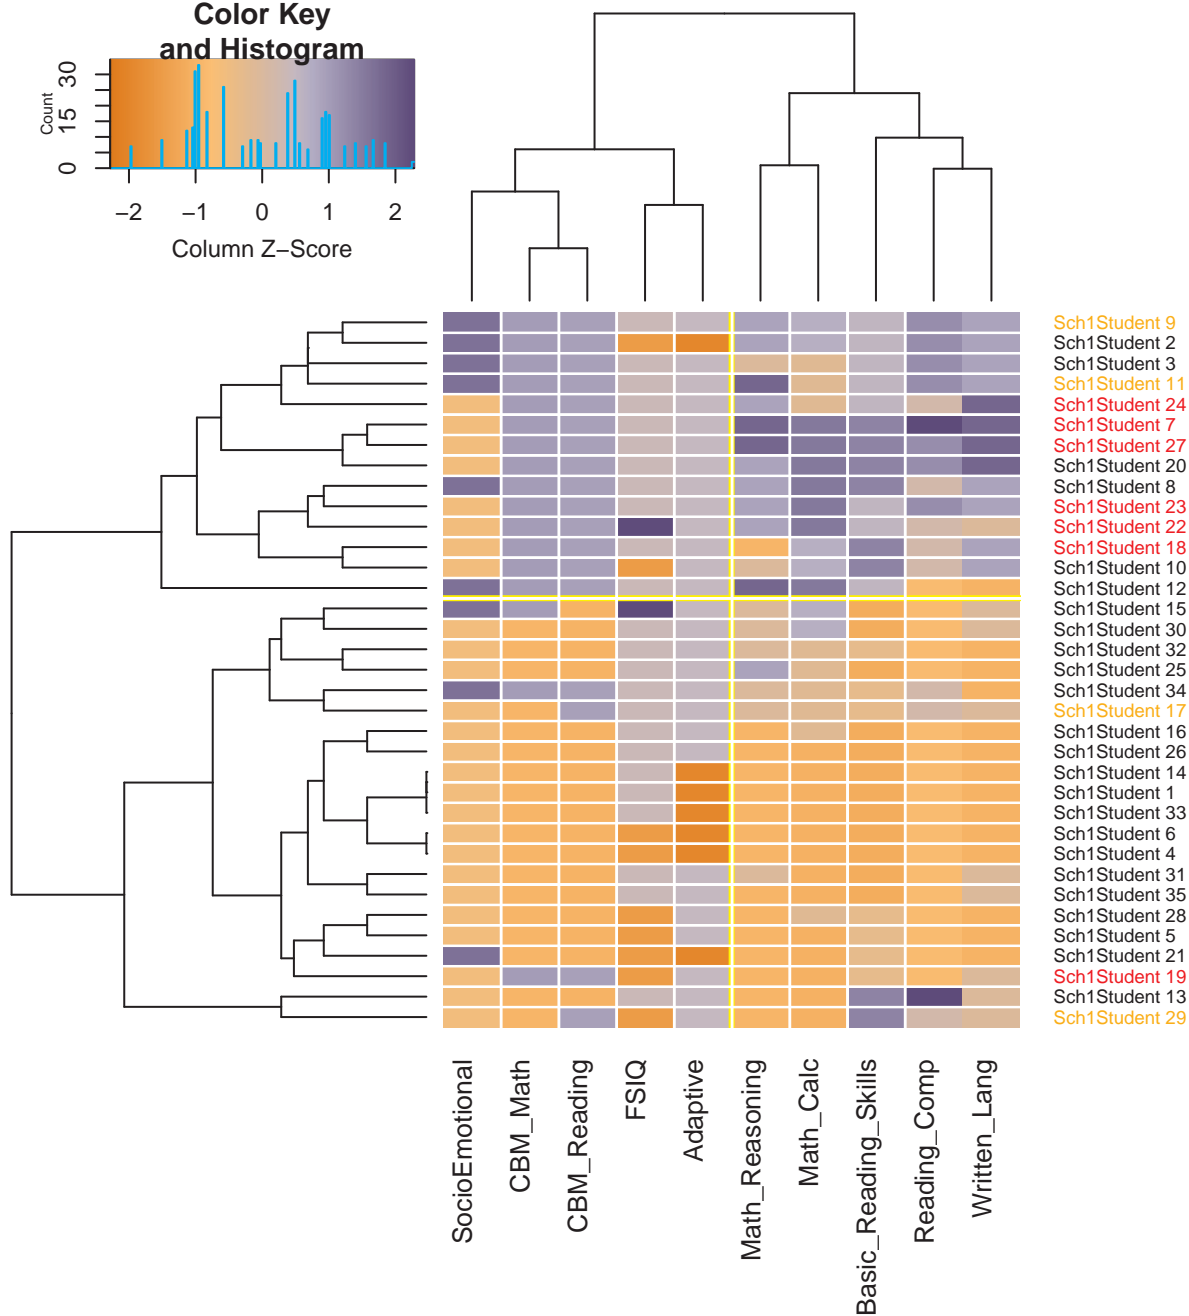 Color Key
and Histogram
Count
0 15 30
−2 −1 0 1 2
Column Z−Score
Sch1Student 9
Sch1Student 2
Sch1Student 3
Sch1Student 11
Sch1Student 24
Sch1Student 7
Sch1Student 27
Sch1Student 20
Sch1Student 8
Sch1Student 23
Sch1Student 22
Sch1Student 18
Sch1Student 10
Sch1Student 12
Sch1Student 15
Sch1Student 30
Sch1Student 32
Sch1Student 25
Sch1Student 34
Sch1Student 17
Sch1Student 16
Sch1Student 26
Sch1Student 14
Sch1Student 1
Sch1Student 33
Sch1Student 6
Sch1Student 4
Sch1Student 31
Sch1Student 35
Sch1Student 28
Sch1Student 5
Sch1Student 21
Sch1Student 19
Sch1Student 13
Sch1Student 29
SocioEmotional
CBM_Math
CBM_Reading
FSIQ
Adaptive
Math_Reasoning
Math_Calc
Basic_Reading_Skills
Reading_Comp
Written_Lang